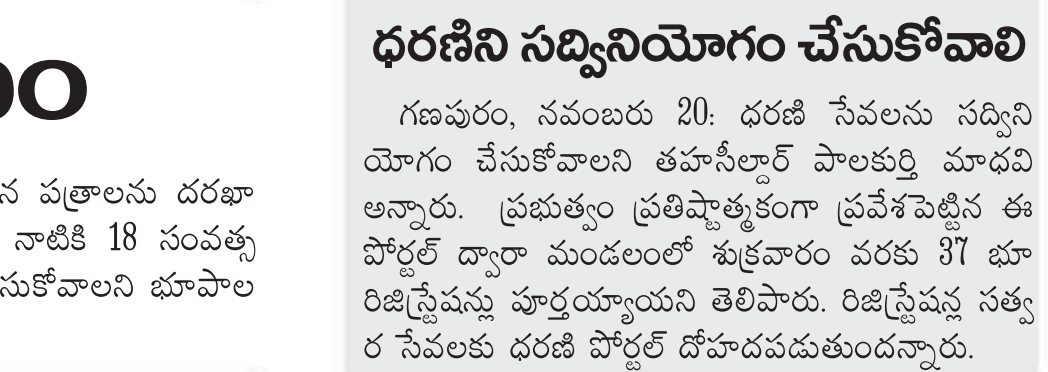 న పత్రాలను దరఖా
నాటికి 18 సంవత్స
సుకోవాలని భూపాల
ధరణిని సద్వినియోగం చేసుకోవాలి
గణపురం, నవంబరు 20: ధరణి సేవలను సద్విని
యోగం చేసుకోవాలని తహసీల్దార్ పాలకుర్తి మాధవి
అన్నారు. ప్రభుత్వం ప్రతిష్టాత్మకంగా ప్రవేశపెట్టిన ఈ
పోర్టల్ ద్వారా మండలంలో శుక్రవారం వరకు 37 భూ
రిజిస్ట్రేషన్లు పూర్తయ్యాయని తెలిపారు. రిజిస్ట్రేషన్ల సత్వ
ర సేవలకు ధరణి పోర్టల్ దోహదపడుతుందన్నారు.